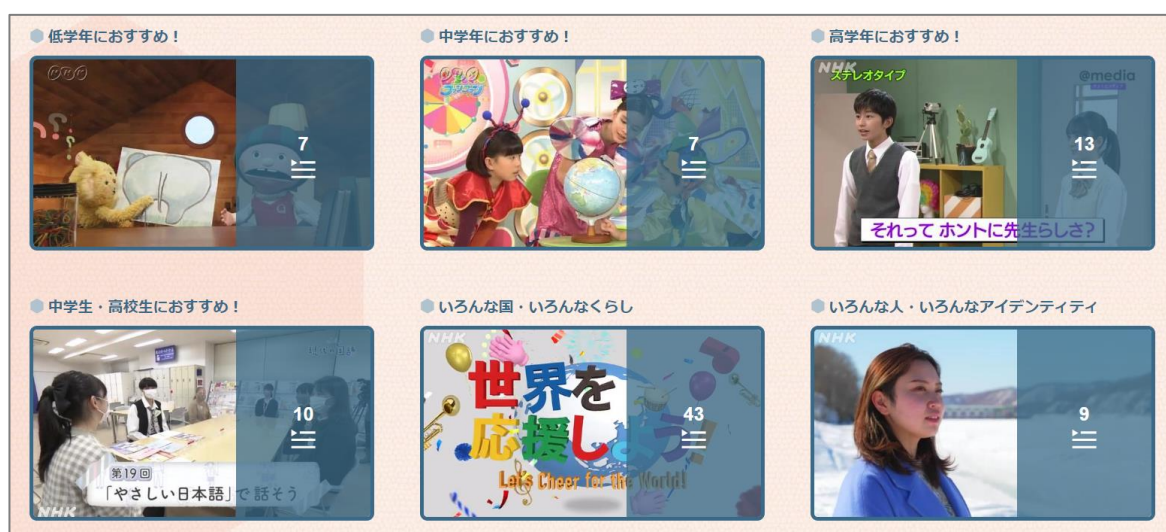 低学年におすすめ！
中学年におすすめ！
高学年におすすめ！
7
NHK
7
NHK
ステレオタイプ
@media
13
それって ホントに先生らしさ?
中学生・高校生におすすめ！
いろんな国・いろんなくらし
いろんな人・いろんなアイデンティティ
10
第19回
「やさしい日本語」で話そう
NHK
NHK
世界を
応援しよう
Let's Cheer for the World!
43
NHK
9